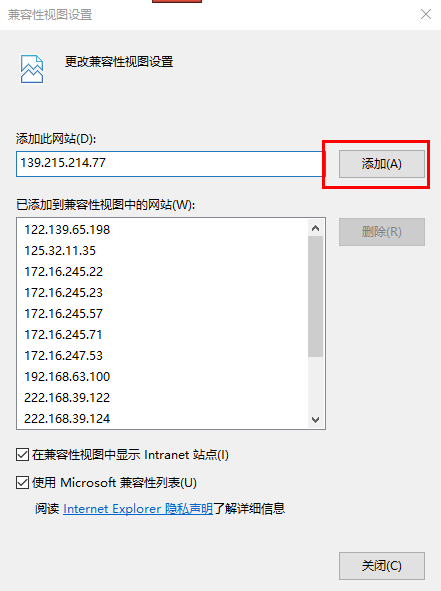 兼容性视图设置
更改兼容性视图设置
添加此网站(D):
139.215.214.77
添加(A)
已添加到兼容性视图中的网站(W):
122.139.65.198
删除(R)
125.32.11.35
172.16.245.22
172.16.245.23
172.16.245.57
172.16.245.71
172.16.247.53
192.168.63.100
222.168.39.122
222.168.39.124
在兼容性视图中显示 Intranet 站点(I)
使用 Microsoft 兼容性列表(U)
阅读 Internet Explorer 隐私声明了解详细信息
关闭(C)